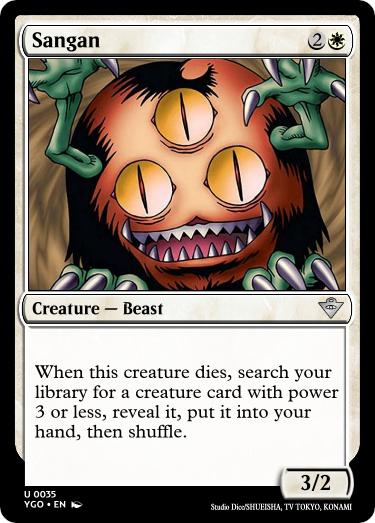 Sangan 2
Creature — Beast
When this creature dies, search your
library for a creature card with power
3 or less, reveal it, put it into your
hand, then shuffle.
3/2
U 0035
YGO • EN
Studio Dice/SHUEISHA, TV TOKYO, KONAMI